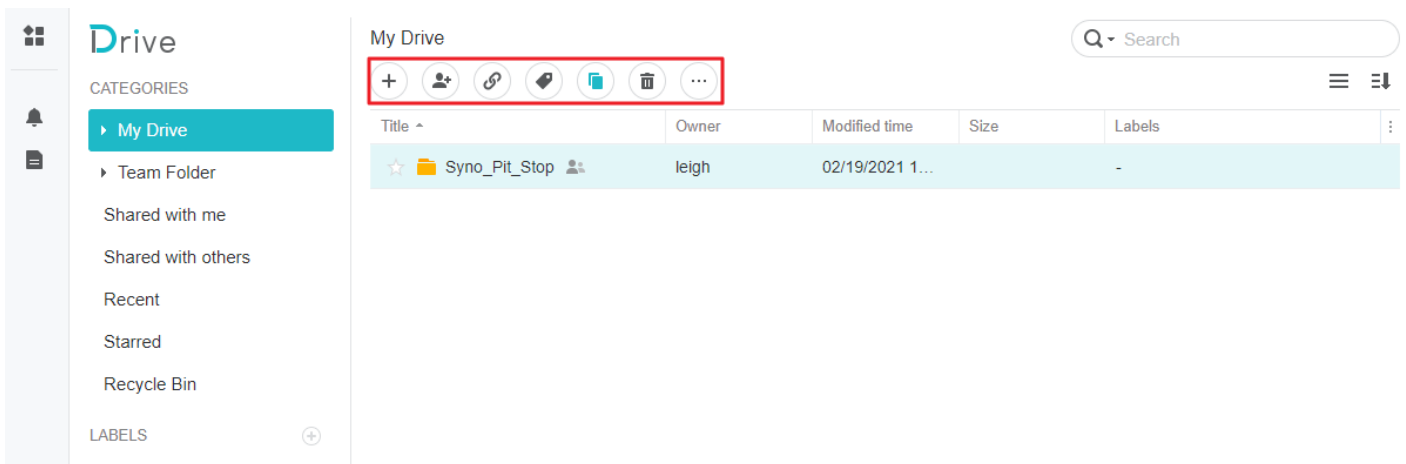 Drive
CATEGORIES
My Drive
Team Folder
Shared with me
Shared with others
Recent
Starred
Recycle Bin
LABELS
My Drive
Search
Title Owner Modified time Size Labels
Syno_Pit_Stop leigh 02/19/2021 1... -